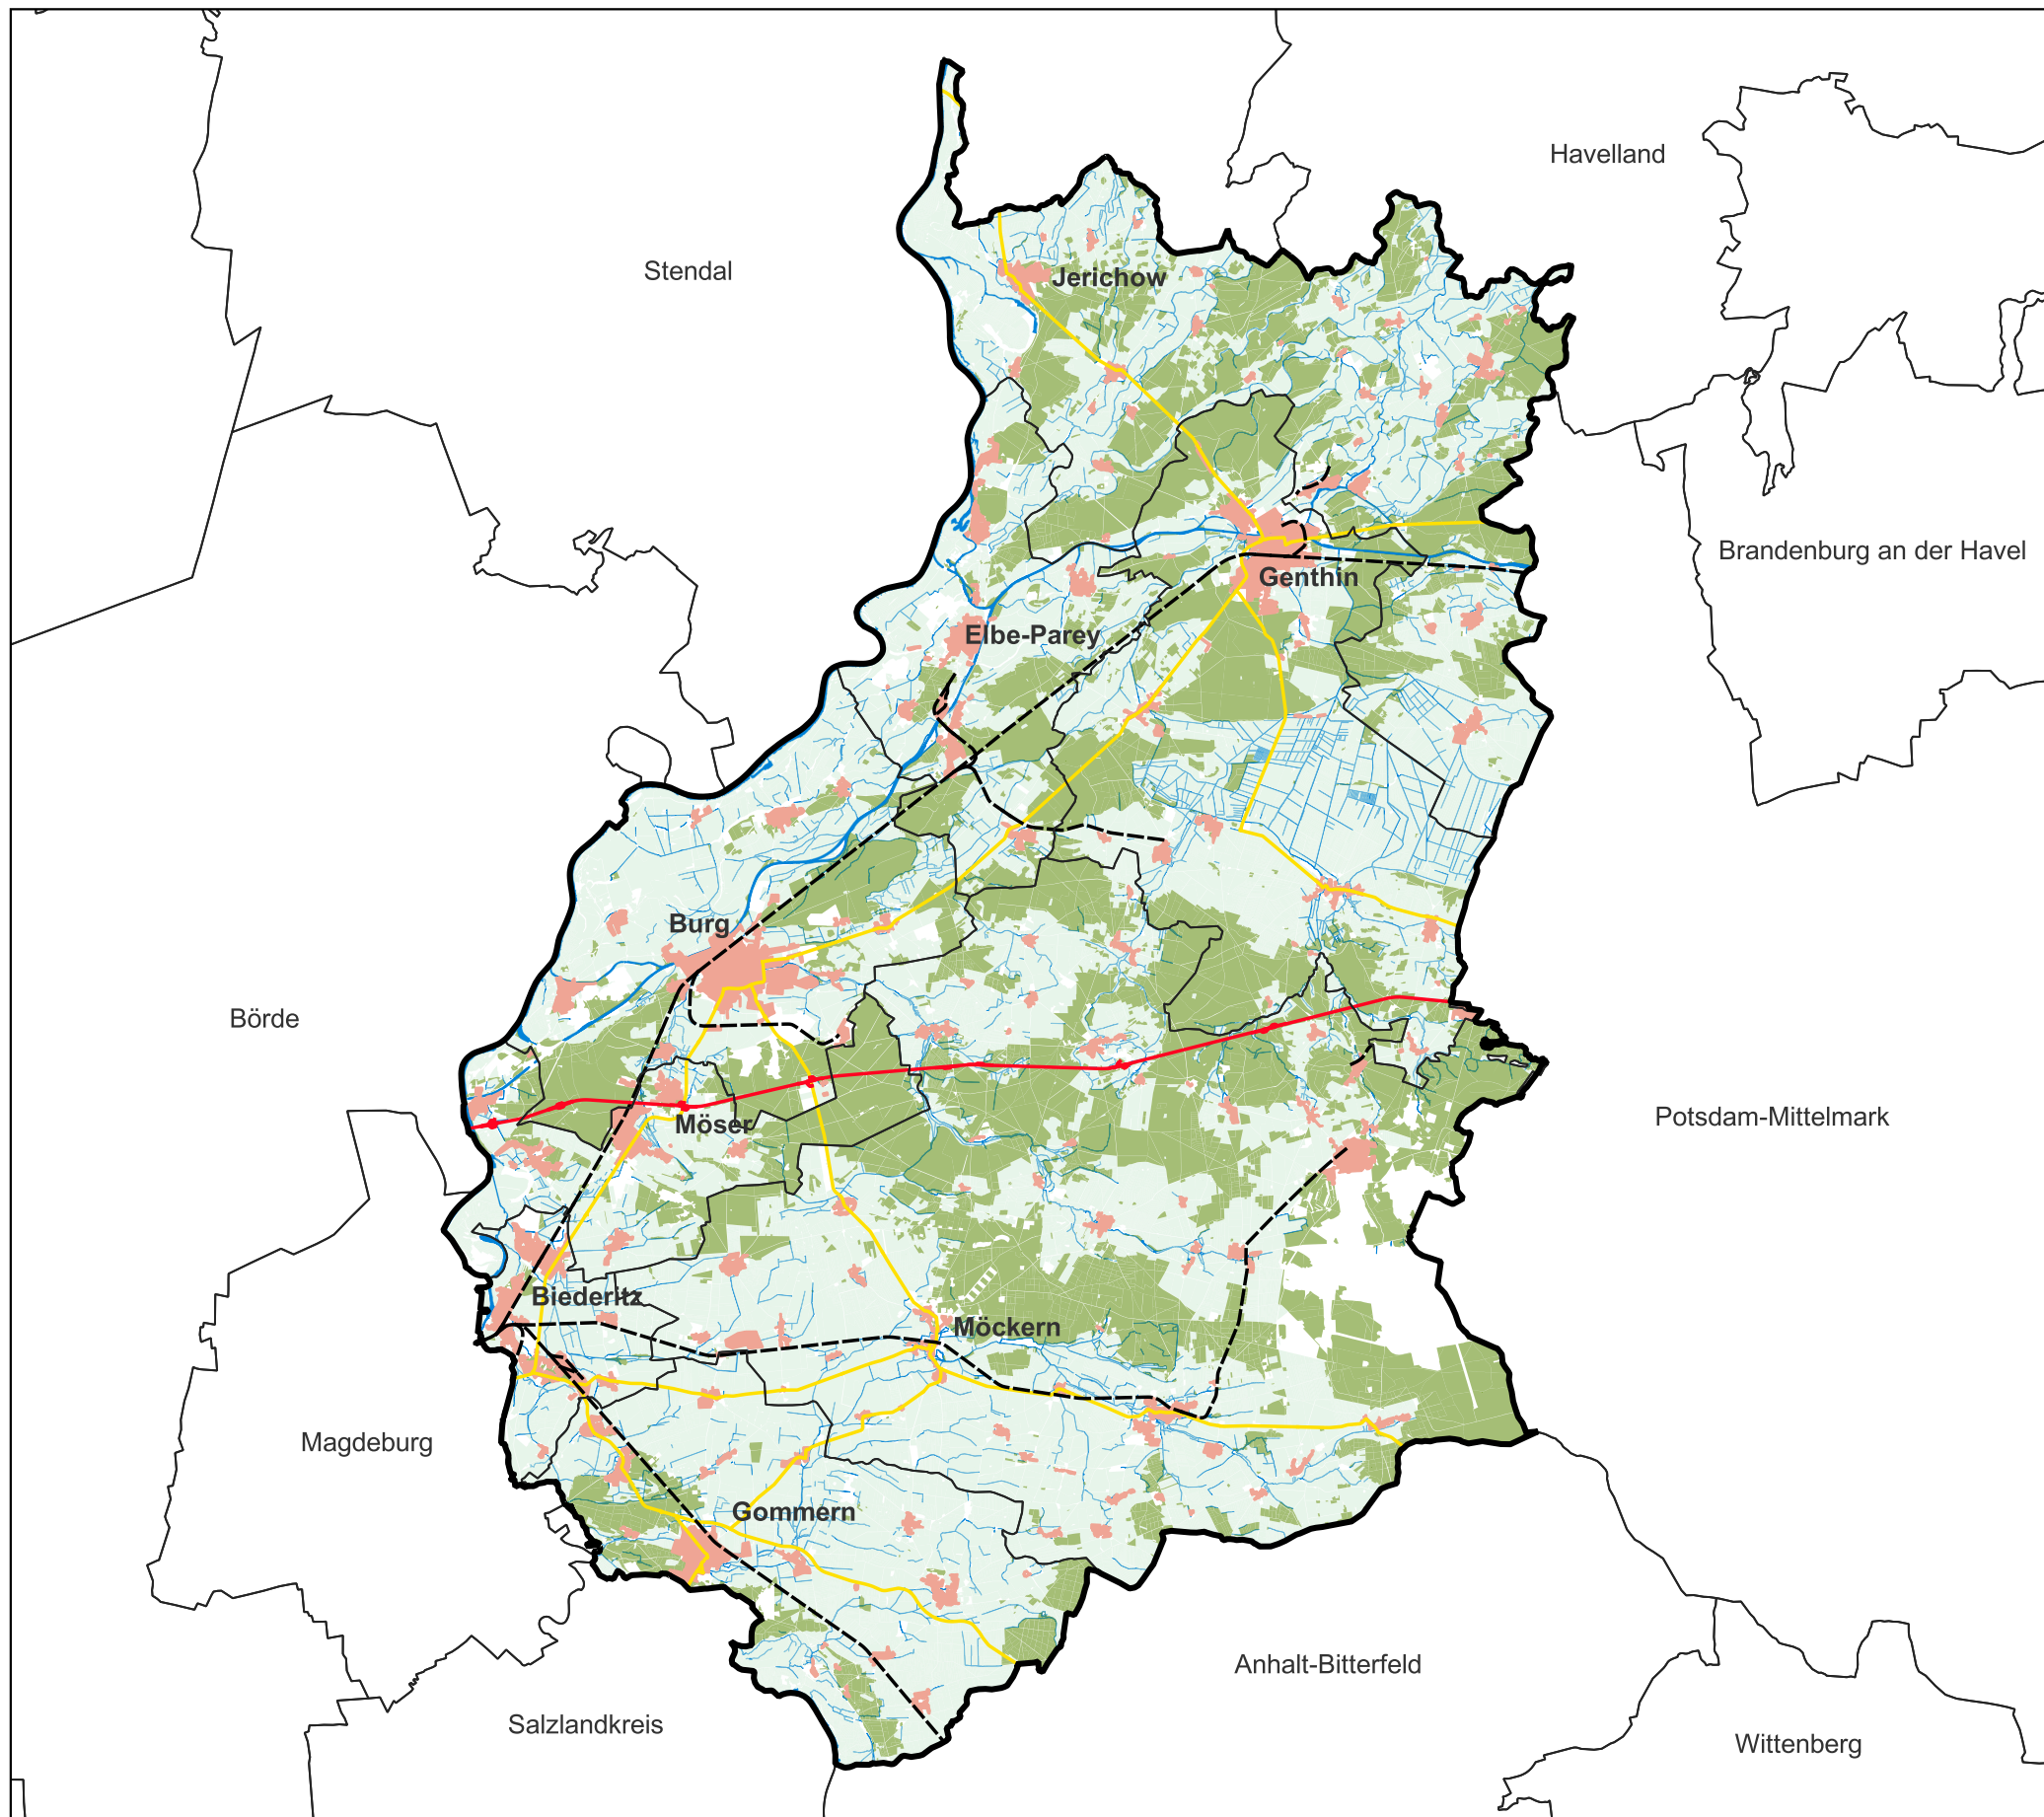 Havelland
Stendal
Jerichow
Brandenburg an der Havel
Genthin
Elbe-Parey
Burg
Börde
Potsdam-Mittelmark
Möser
Biederitz
Möckern
Magdeburg
Gommern
Anhalt-Bitterfeld
Salzlandkreis
Wittenberg